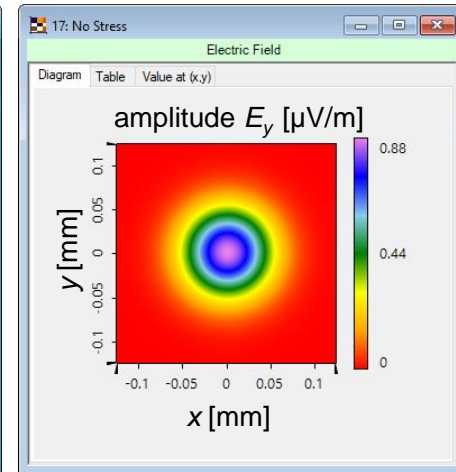 17: No Stress
Electric Field
Diagram Table Value at (x,y)
amplitude Ey [µV/m]
0.88
0.44
0
y [mm]
0.1
0.05
0
-0.05
-0.1
-0.1 -0.05 0 0.05 0.1
x [mm]